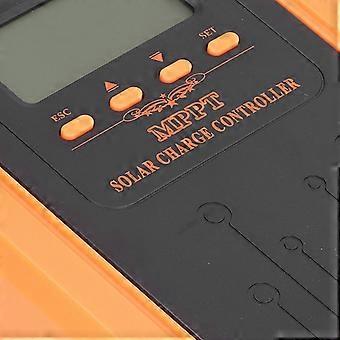 ESC ▲ ▼ SET
MPPT
SOLAR CHARGE CONTROLLER